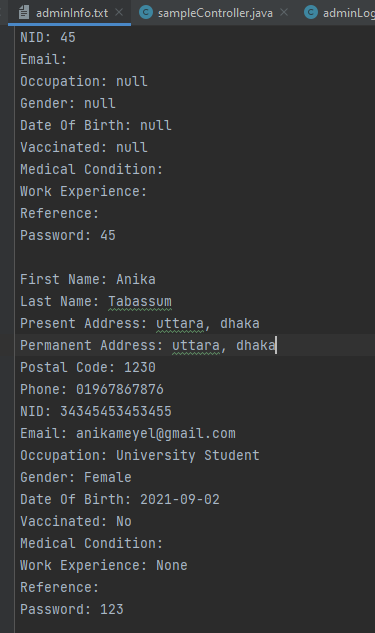 adminInfo.txt
sampleController.java
adminLog
NID: 45
Email:
Occupation: null
Gender: null
Date Of Birth: null
Vaccinated: null
Medical Condition:
Work Experience:
Reference:
Password: 45
First Name: Anika
Last Name: Tabassum
Present Address: uttara, dhaka
Permanent Address: uttara, dhaka
Postal Code: 1230
Phone: 01967867876
NID: 34345453453455
Email: anikameyel@gmail.com
Occupation: University Student
Gender: Female
Date Of Birth: 2021-09-02
Vaccinated: No
Medical Condition:
Work Experience: None
Reference:
Password: 123